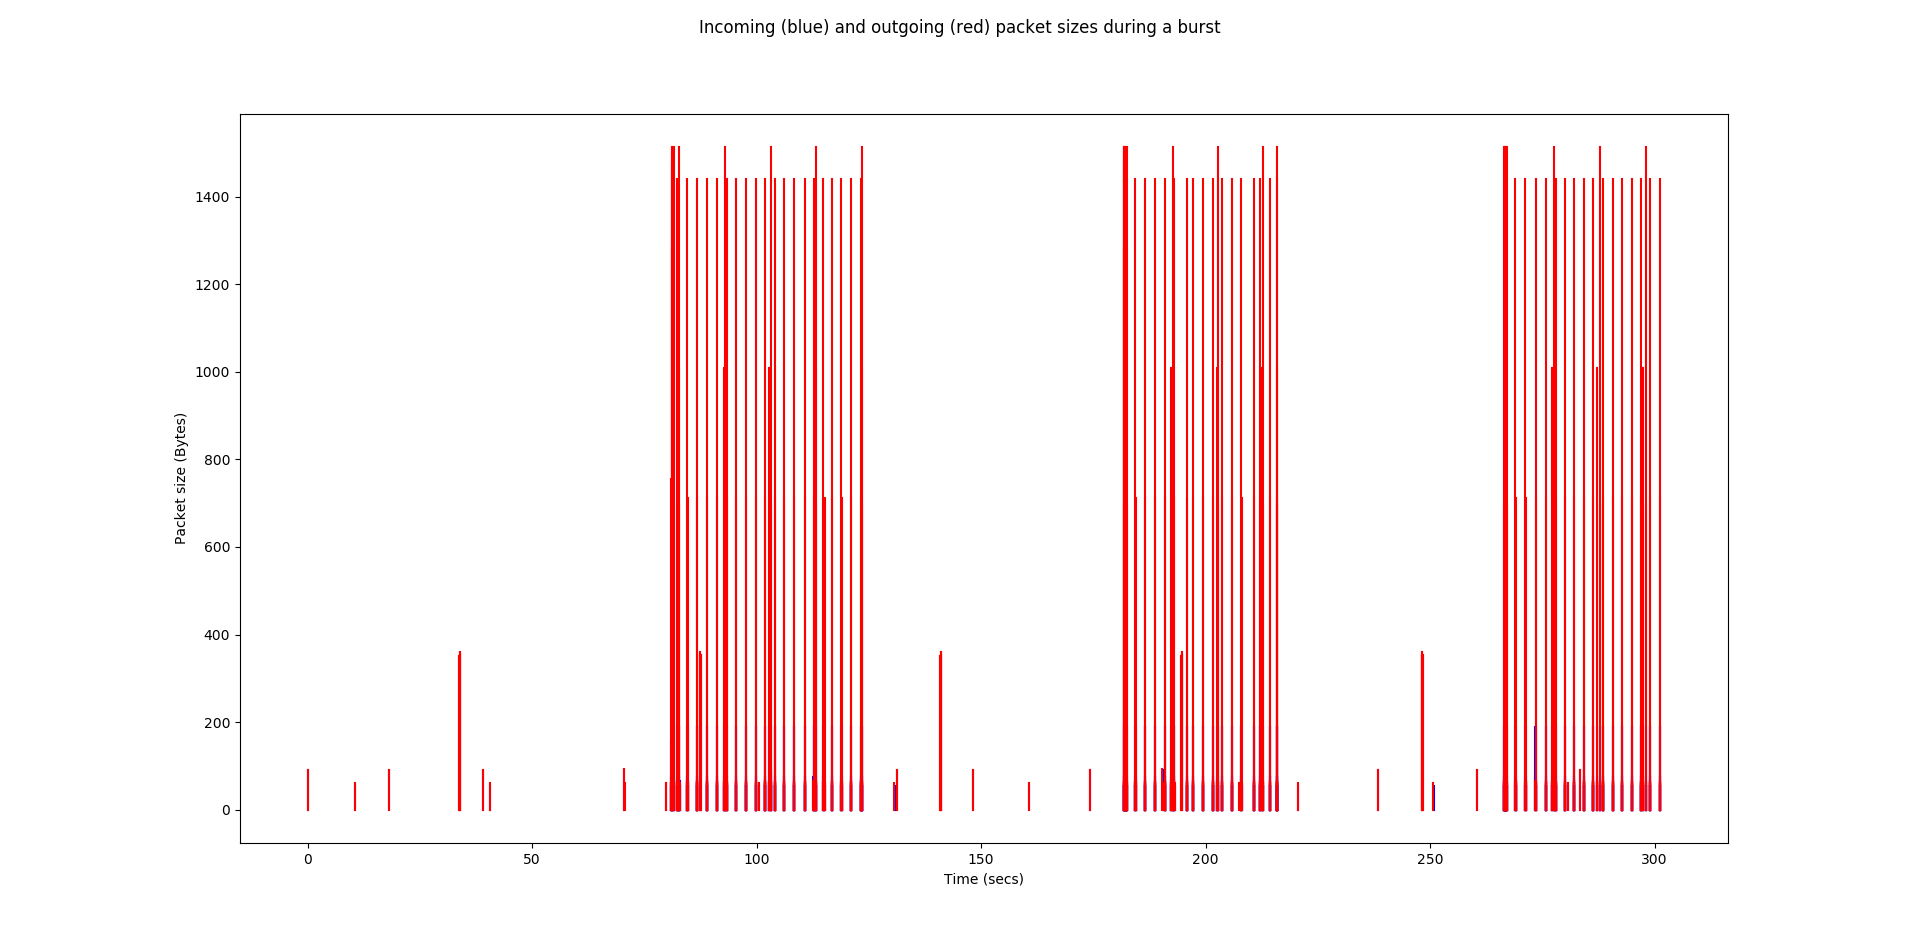 Incoming (blue) and outgoing (red) packet sizes during a burst
1400
1200
1000
800
600
400
200
0
Packet size (Bytes)
0 50 100 150 200 250 300
Time (secs)